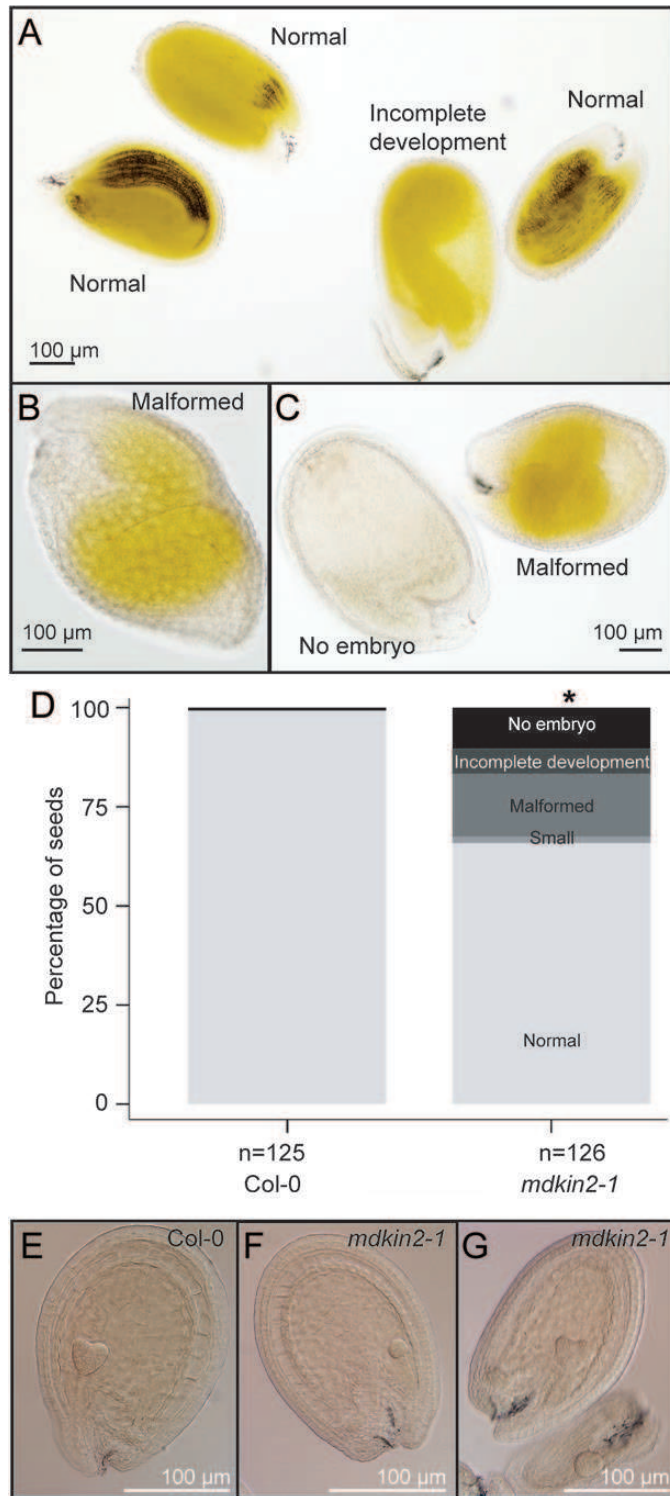 A
Normal
Incomplete
development
Normal
Normal
100 µm
B
Malformed
C
Malformed
100 µm
No embryo
100 µm
D
100
*
No embryo
Incomplete development
75
Malformed
Small
Percentage of seeds
50
25
Normal
0
n=125
n=126
Col-0
mdkin2-1
E
Col-0
F
mdkin2-1
G
mdkin2-1
100 µm
100 µm
100 µm